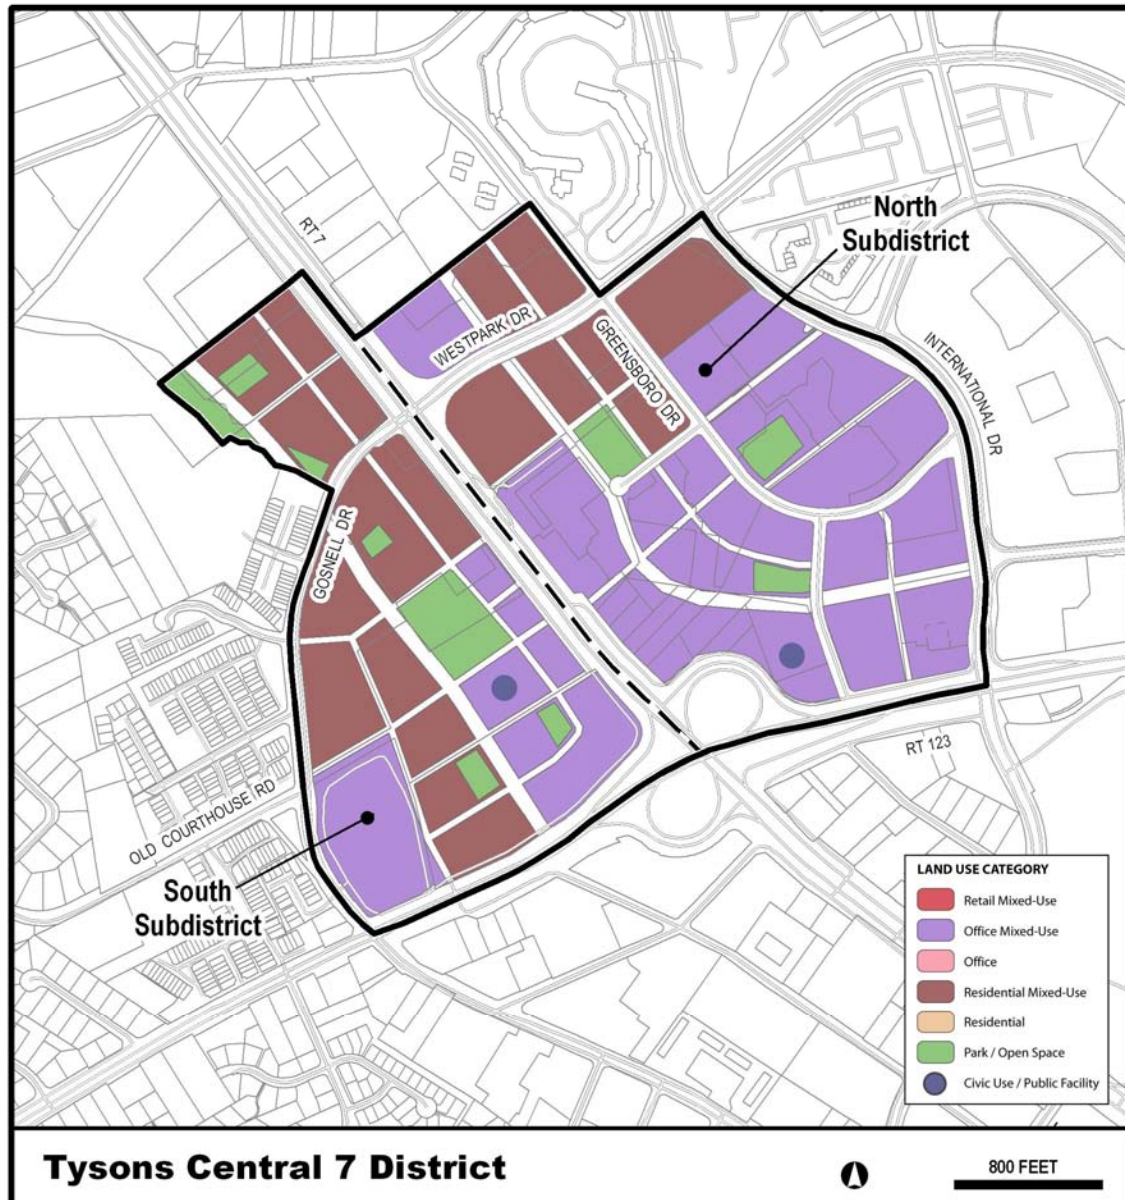 North
Subdistrict
RT 7
WESTPARK DR
GREENSBORO DR
INTERNATIONAL DR
GOSNELL DR
RT 123
OLD COURTHOUSE RD
South
Subdistrict
LAND USE CATEGORY
Retail Mixed-Use
Office Mixed-Use
Office
Residential Mixed-Use
Residential
Park / Open Space
Civic Use / Public Facility
Tysons Central 7 District
800 FEET